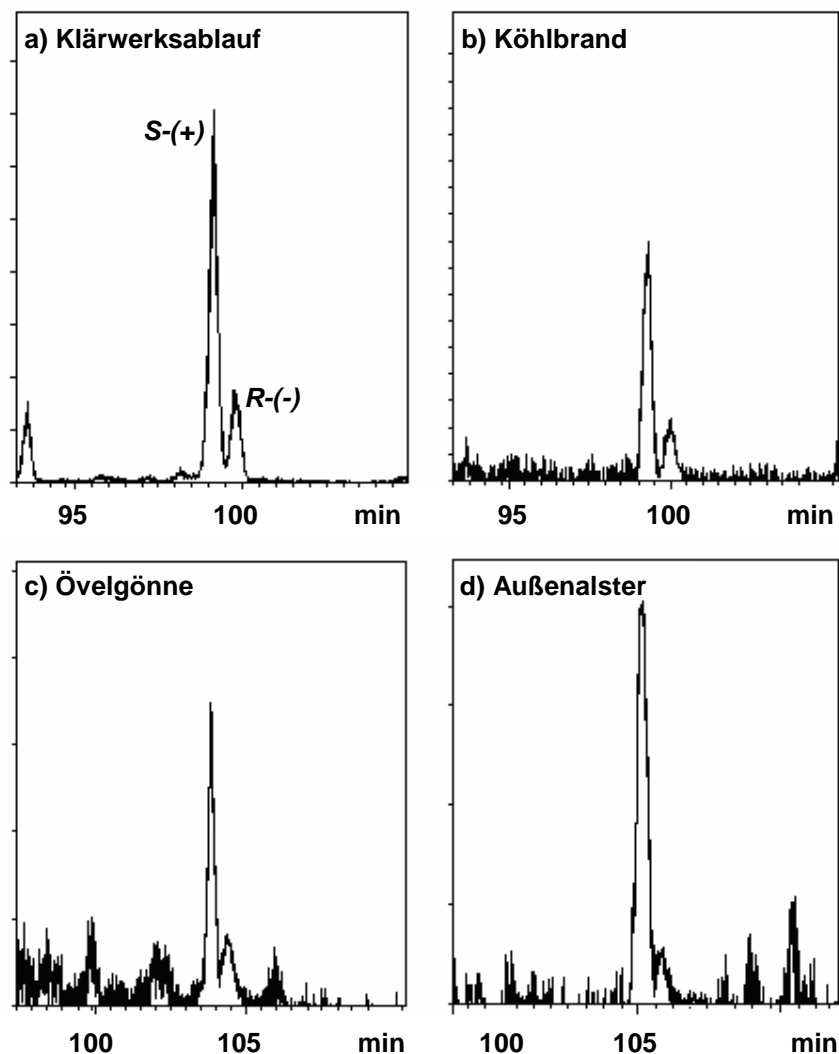 a) Klärwerksablauf
S-(+)
R-(-)
95 100 min
b) Köhlbrand
95 100 min
c) Övelgönne
100 105 min
d) Außenalster
100 105 min